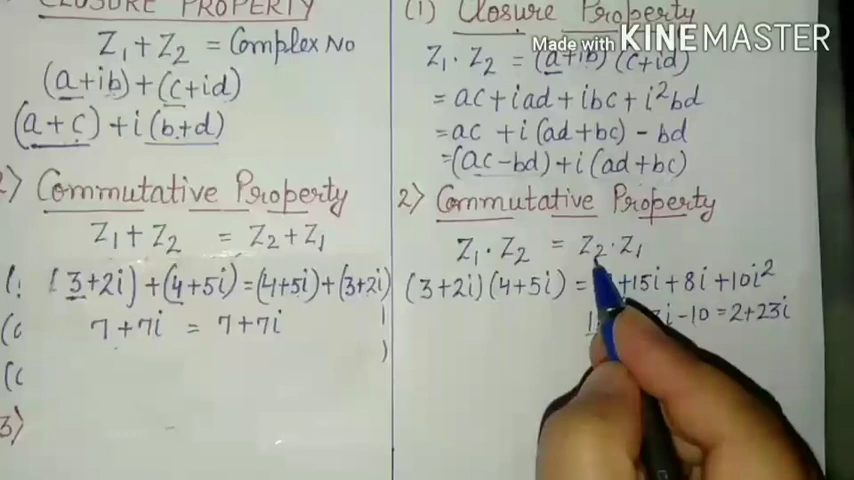 CLOSURE PROPERTY
Z₁ + Z₂ = Complex No
(a+ib) + (c+id)
(a + c) + i (b+d)
Commutative Property
Z₁ + Z₂ = Z₂ + Z₁
(3+2i) + (4+5i) = (4+5i) + (3+2i)
7 + 7i = 7 + 7i
3)
(1) Closure Property
Made with KINEMASTER
Z₁ · Z₂ = (a+ib) (c+id)
= ac + iad + ibc + i²bd
= ac + i (ad + bc) - bd
= (ac - bd) + i (ad + bc)
2) Commutative Property
Z₁ · Z₂ = Z₂ · Z₁
(3+2i) (4+5i) = +15i + 8i + 10i²
i - 10 = 2 + 23i